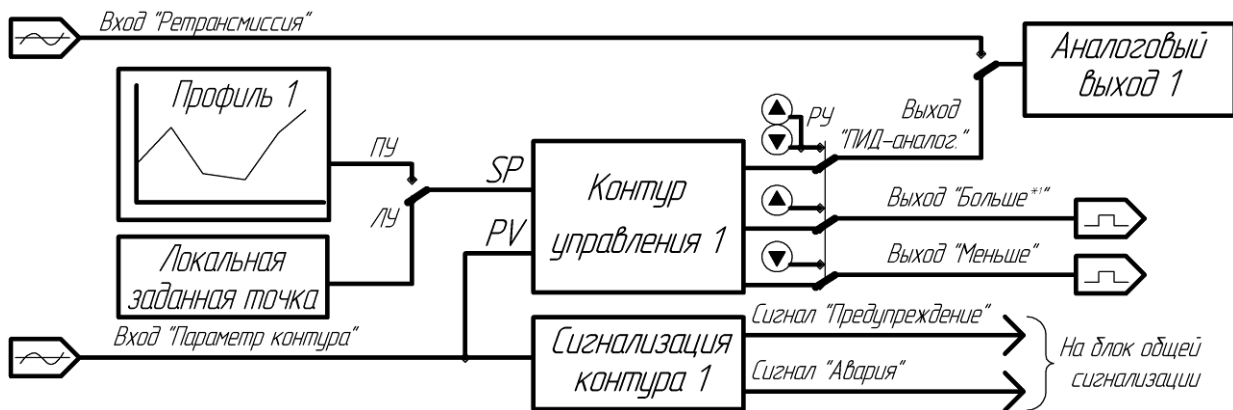 Вход "Ретрансмиссия"
Аналоговый
выход 1
Профиль 1
ПУ
ЛУ
Локальная
заданная точка
SP
PV
Контур
управления 1
РУ
Выход
"ПИД-аналог."
Выход "Больше*¹"
Выход "Меньше"
Вход "Параметр контура"
Сигнализация
контура 1
Сигнал "Предупреждение"
Сигнал "Авария"
На блок общей
сигнализации